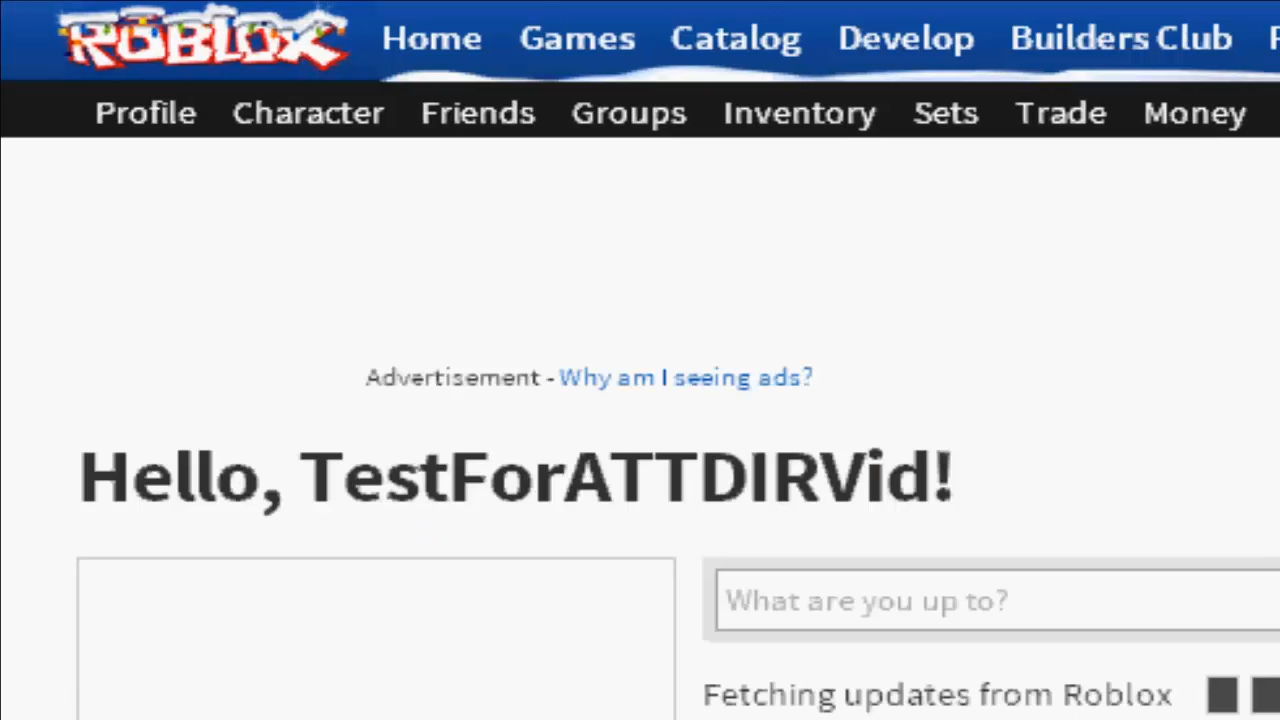 ROBLOX Home Games Catalog Develop Builders Club
Profile Character Friends Groups Inventory Sets Trade Money
Advertisement - Why am I seeing ads?
Hello, TestForATTDIRVid!
What are you up to?
Fetching updates from Roblox